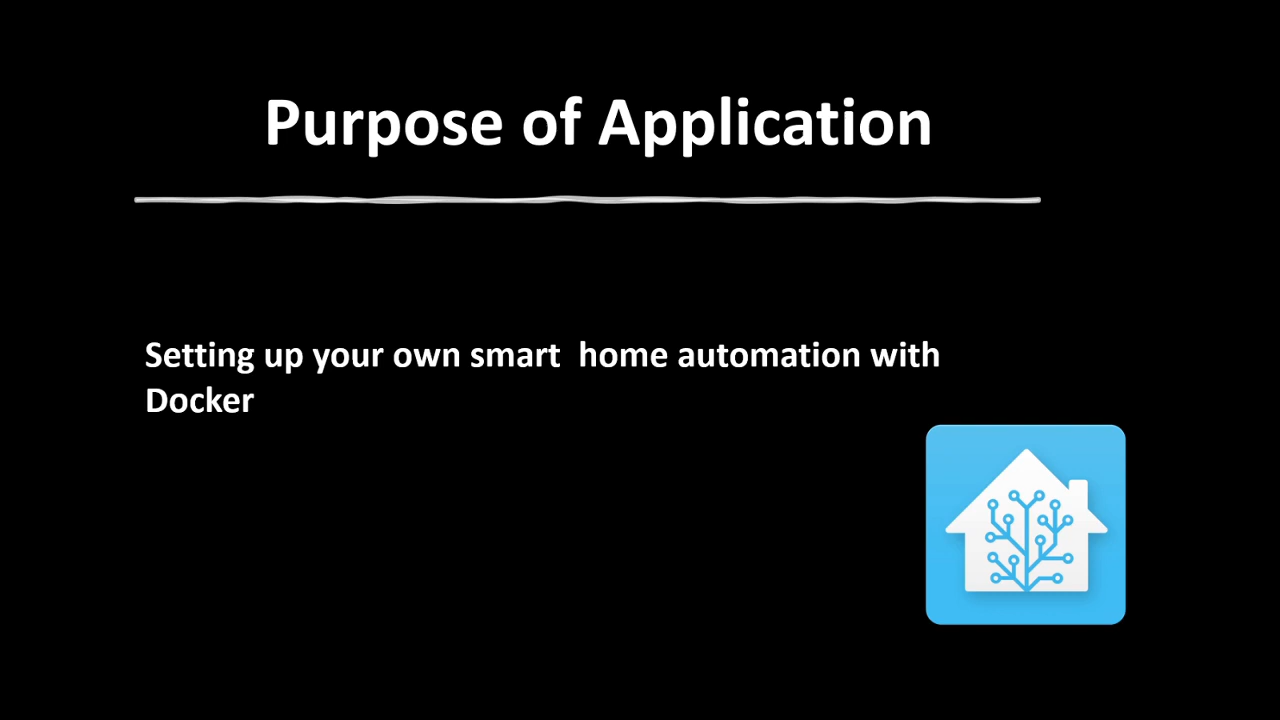 Purpose of Application
Setting up your own smart  home automation with
Docker